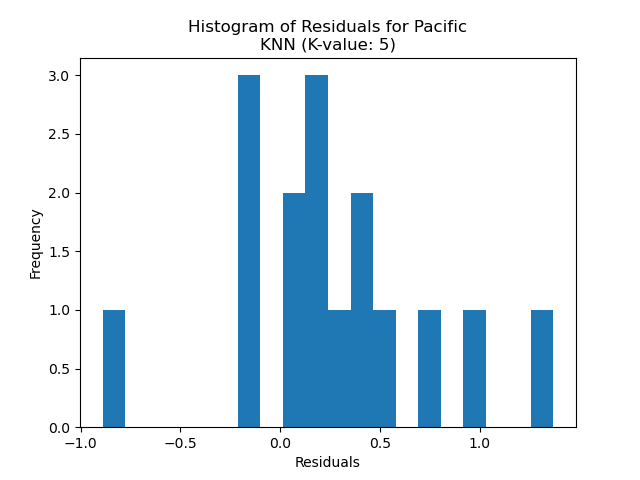 Histogram of Residuals for Pacific
KNN (K-value: 5)
3.0
2.5
2.0
1.5
1.0
0.5
0.0
Frequency
−1.0 −0.5 0.0 0.5 1.0
Residuals